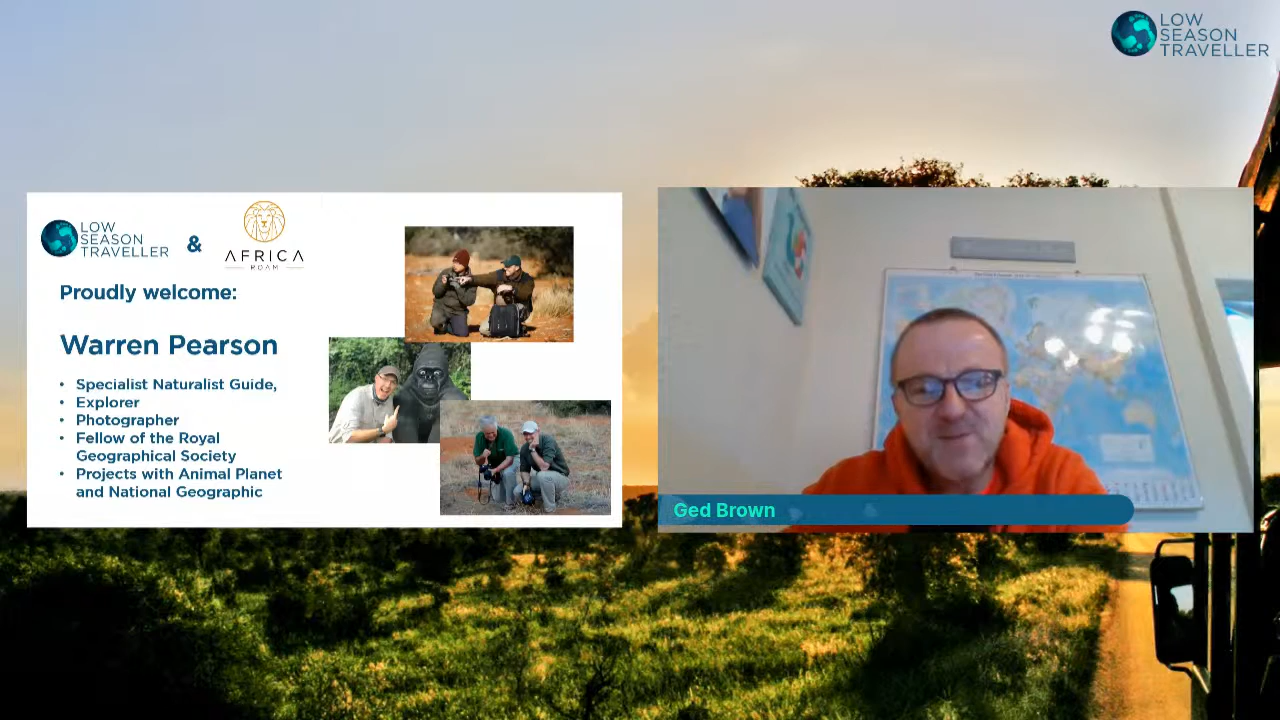 LOW
SEASON
TRAVELLER
LOW
SEASON
TRAVELLER
&
AFRICA
ROAM
Proudly welcome:
Warren Pearson
• Specialist Naturalist Guide,
• Explorer
• Photographer
• Fellow of the Royal
Geographical Society
• Projects with Animal Planet
and National Geographic
Ged Brown